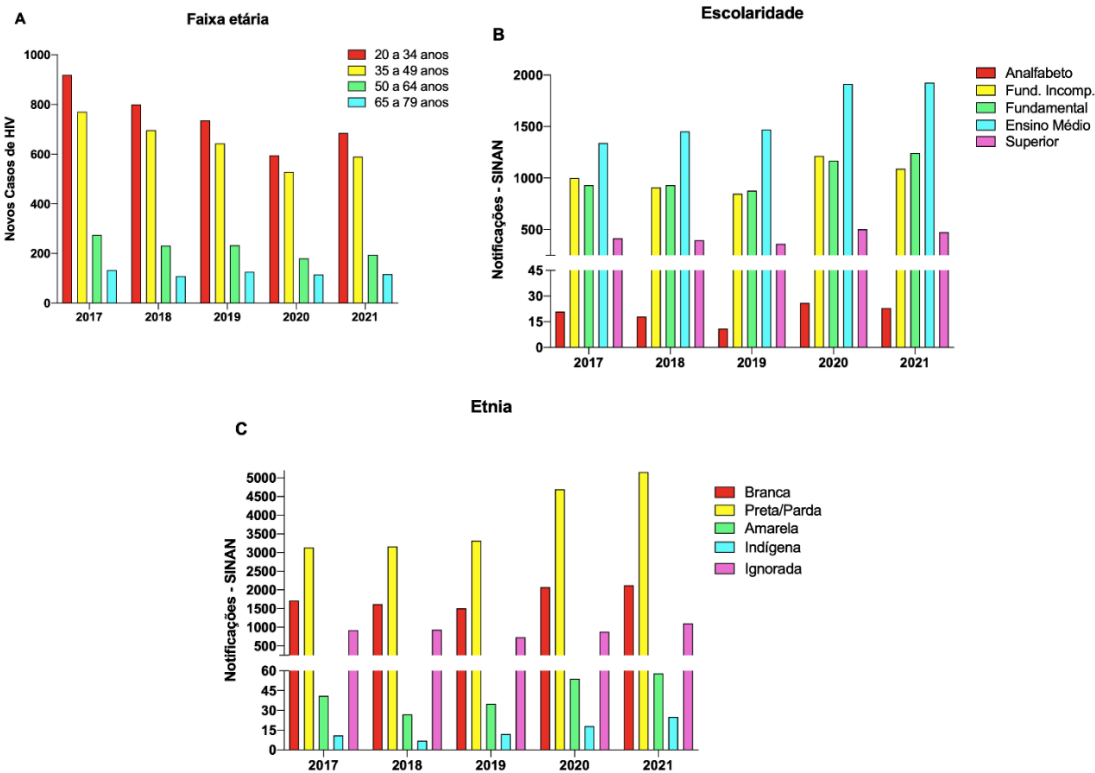 A
Faixa etária
Novos Casos de HIV
1000
800
600
400
200
0
2017
2018
2019
2020
2021
20 a 34 anos
35 a 49 anos
50 a 64 anos
65 a 79 anos
Escolaridade
B
Notificações - SINAN
2000
1500
1000
500
45
30
15
0
2017
2018
2019
2020
2021
Analfabeto
Fund. Incomp.
Fundamental
Ensino Médio
Superior
Etnia
C
Notificações - SINAN
5000
4500
4000
3500
3000
2500
2000
1500
1000
500
60
45
30
15
0
2017
2018
2019
2020
2021
Branca
Preta/Parda
Amarela
Indígena
Ignorada